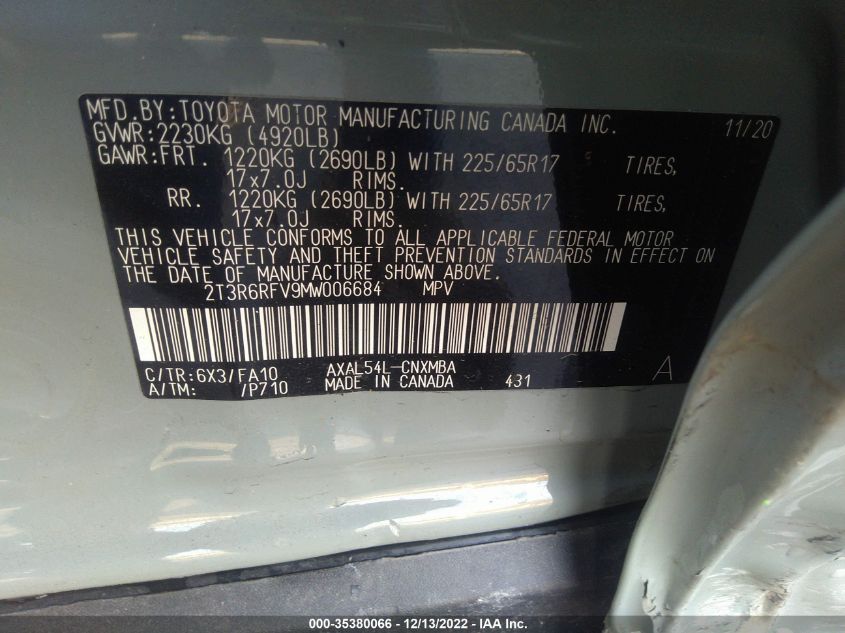 MFD.BY:TOYOTA MOTOR MANUFACTURING CANADA INC. 11/20
GVWR:2230KG (4920LB)
GAWR:FRT. 1220KG (2690LB) WITH 225/65R17 TIRES,
17x7.0J RIMS.
RR. 1220KG (2690LB) WITH 225/65R17 TIRES,
17x7.0J RIMS.
THIS VEHICLE CONFORMS TO ALL APPLICABLE FEDERAL MOTOR
VEHICLE SAFETY AND THEFT PREVENTION STANDARDS IN EFFECT ON
THE DATE OF MANUFACTURE SHOWN ABOVE.
2T3R6RFV9MW006684 MPV
C/TR:6X3/FA10 AXAL54L-CNXMBA
A/TM: /P710 MADE IN CANADA 431 A
000-35380066 - 12/13/2022 - IAA Inc.